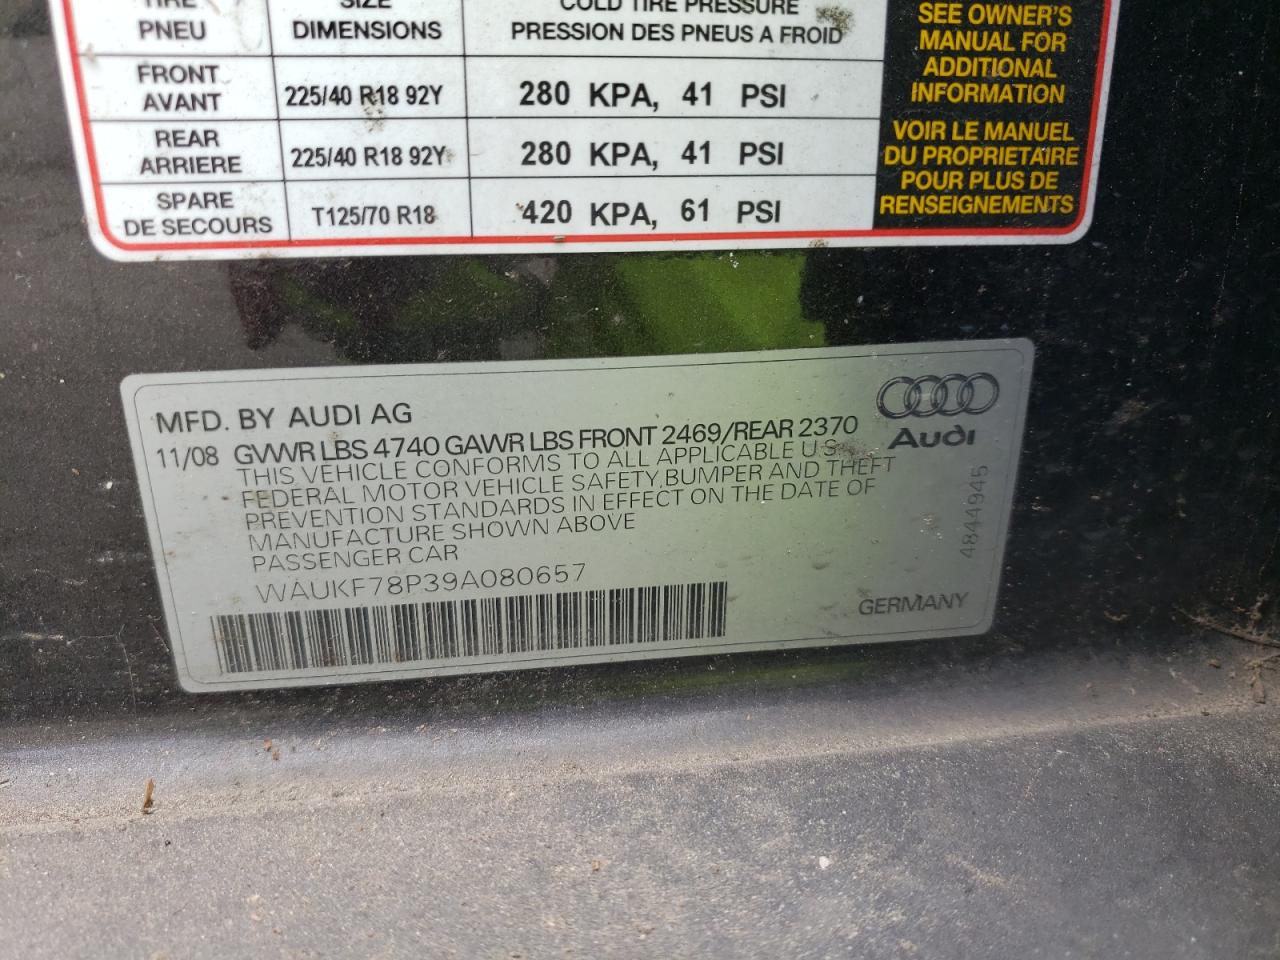 TIRE SIZE COLD TIRE PRESSURE
PNEU DIMENSIONS PRESSION DES PNEUS A FROID
FRONT
AVANT 225/40 R18 92Y 280 KPA, 41 PSI
REAR
ARRIERE 225/40 R18 92Y 280 KPA, 41 PSI
SPARE
DE SECOURS T125/70 R18 420 KPA, 61 PSI
SEE OWNER'S
MANUAL FOR
ADDITIONAL
INFORMATION
VOIR LE MANUEL
DU PROPRIETAIRE
POUR PLUS DE
RENSEIGNEMENTS
MFD. BY AUDI AG
11/08 GVWR LBS 4740 GAWR LBS FRONT 2469/REAR 2370
THIS VEHICLE CONFORMS TO ALL APPLICABLE U.S.
FEDERAL MOTOR VEHICLE SAFETY,BUMPER AND THEFT
PREVENTION STANDARDS IN EFFECT ON THE DATE OF
MANUFACTURE SHOWN ABOVE
PASSENGER CAR
WAUKF78P39A080657
Audi
4844945
GERMANY